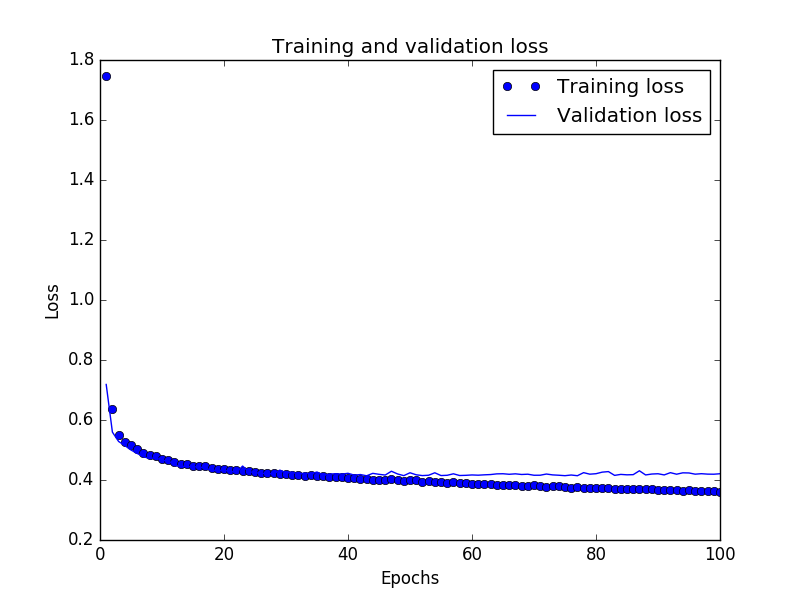 Training and validation loss
Training loss
Validation loss
1.8
1.6
1.4
1.2
1.0
0.8
0.6
0.4
0.2
Loss
0 20 40 60 80 100
Epochs